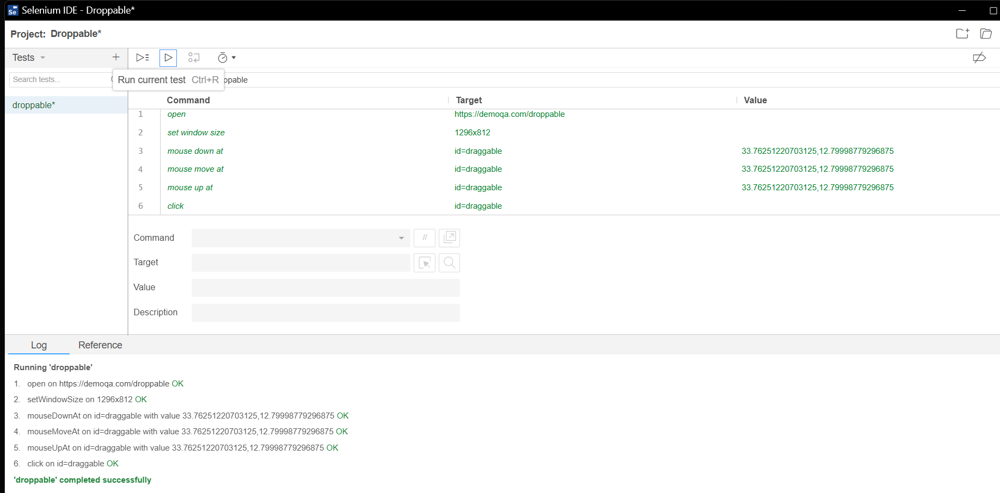 Selenium IDE - Droppable*
Project: Droppable*
Tests
Search tests...
Run current test Ctrl+R
droppable*
Command Target Value
1 open https://demoqa.com/droppable
2 set window size 1296x812
3 mouse down at id=draggable 33.76251220703125,12.79998779296875
4 mouse move at id=draggable 33.76251220703125,12.79998779296875
5 mouse up at id=draggable 33.76251220703125,12.79998779296875
6 click id=draggable
Command //
Target
Value
Description
Log Reference
Running 'droppable'
1. open on https://demoqa.com/droppable OK
2. setWindowSize on 1296x812 OK
3. mouseDownAt on id=draggable with value 33.76251220703125,12.79998779296875 OK
4. mouseMoveAt on id=draggable with value 33.76251220703125,12.79998779296875 OK
5. mouseUpAt on id=draggable with value 33.76251220703125,12.79998779296875 OK
6. click on id=draggable OK
'droppable' completed successfully